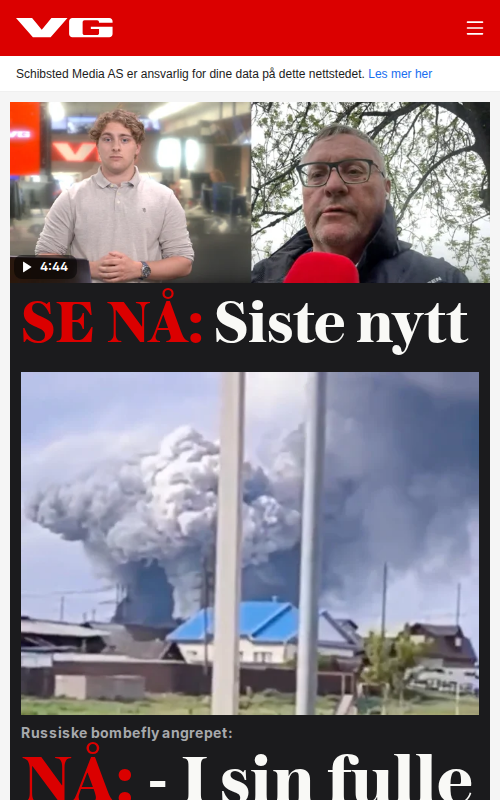 VG
Schibsted Media AS er ansvarlig for dine data på dette nettstedet. Les mer her
4:44
SE NÅ: Siste nytt
Russiske bombefly angrepet:
NÅ: - I sin fulle